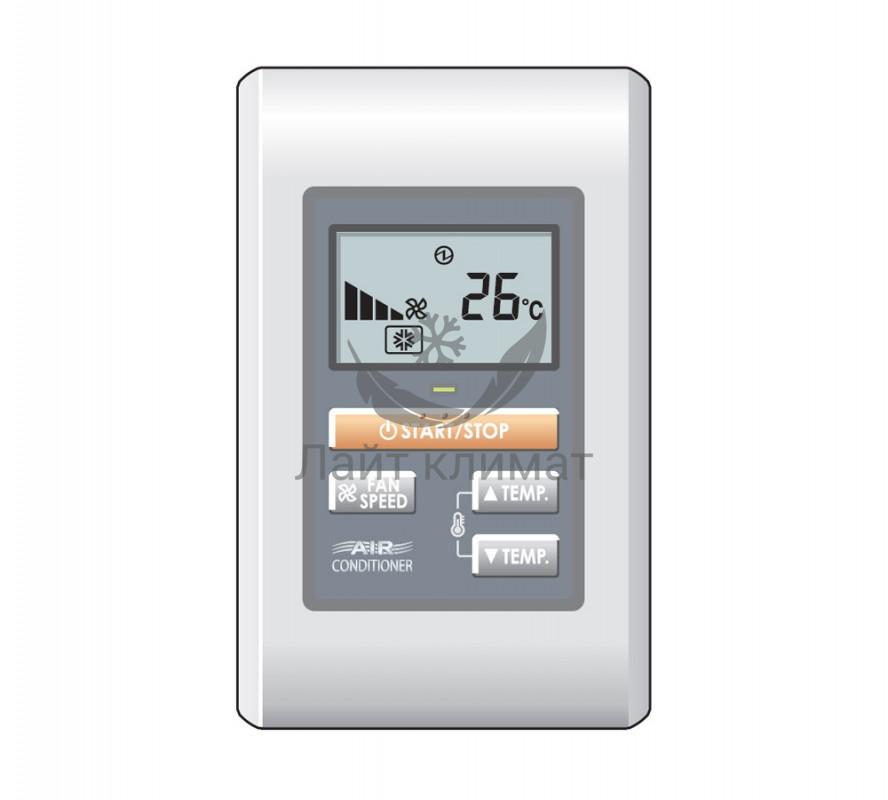 26°C
START/STOP
Лайт климат
FAN
SPEED
▲ TEMP.
AIR
CONDITIONER
▼ TEMP.